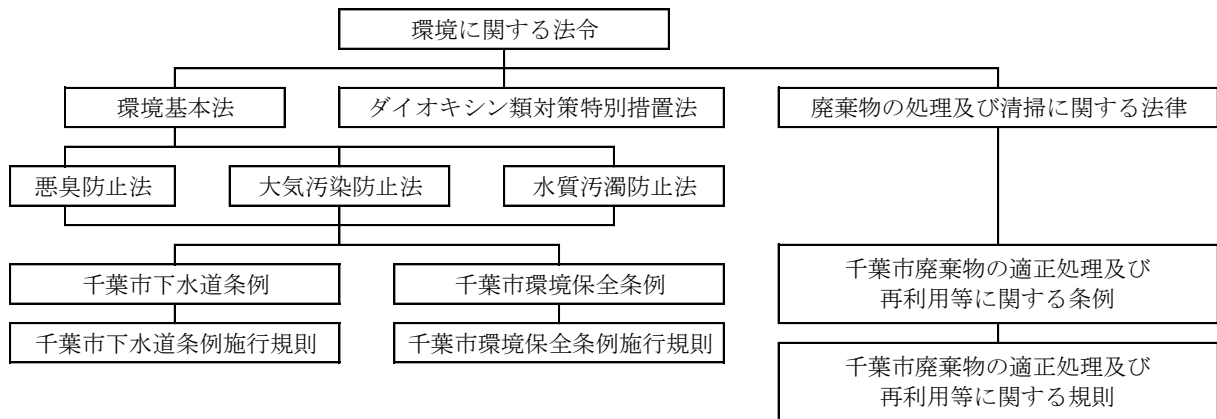 環境に関する法令
環境基本法
ダイオキシン類対策特別措置法
廃棄物の処理及び清掃に関する法律
悪臭防止法
大気汚染防止法
水質汚濁防止法
千葉市下水道条例
千葉市環境保全条例
千葉市廃棄物の適正処理及び
再利用等に関する条例
千葉市下水道条例施行規則
千葉市環境保全条例施行規則
千葉市廃棄物の適正処理及び
再利用等に関する規則